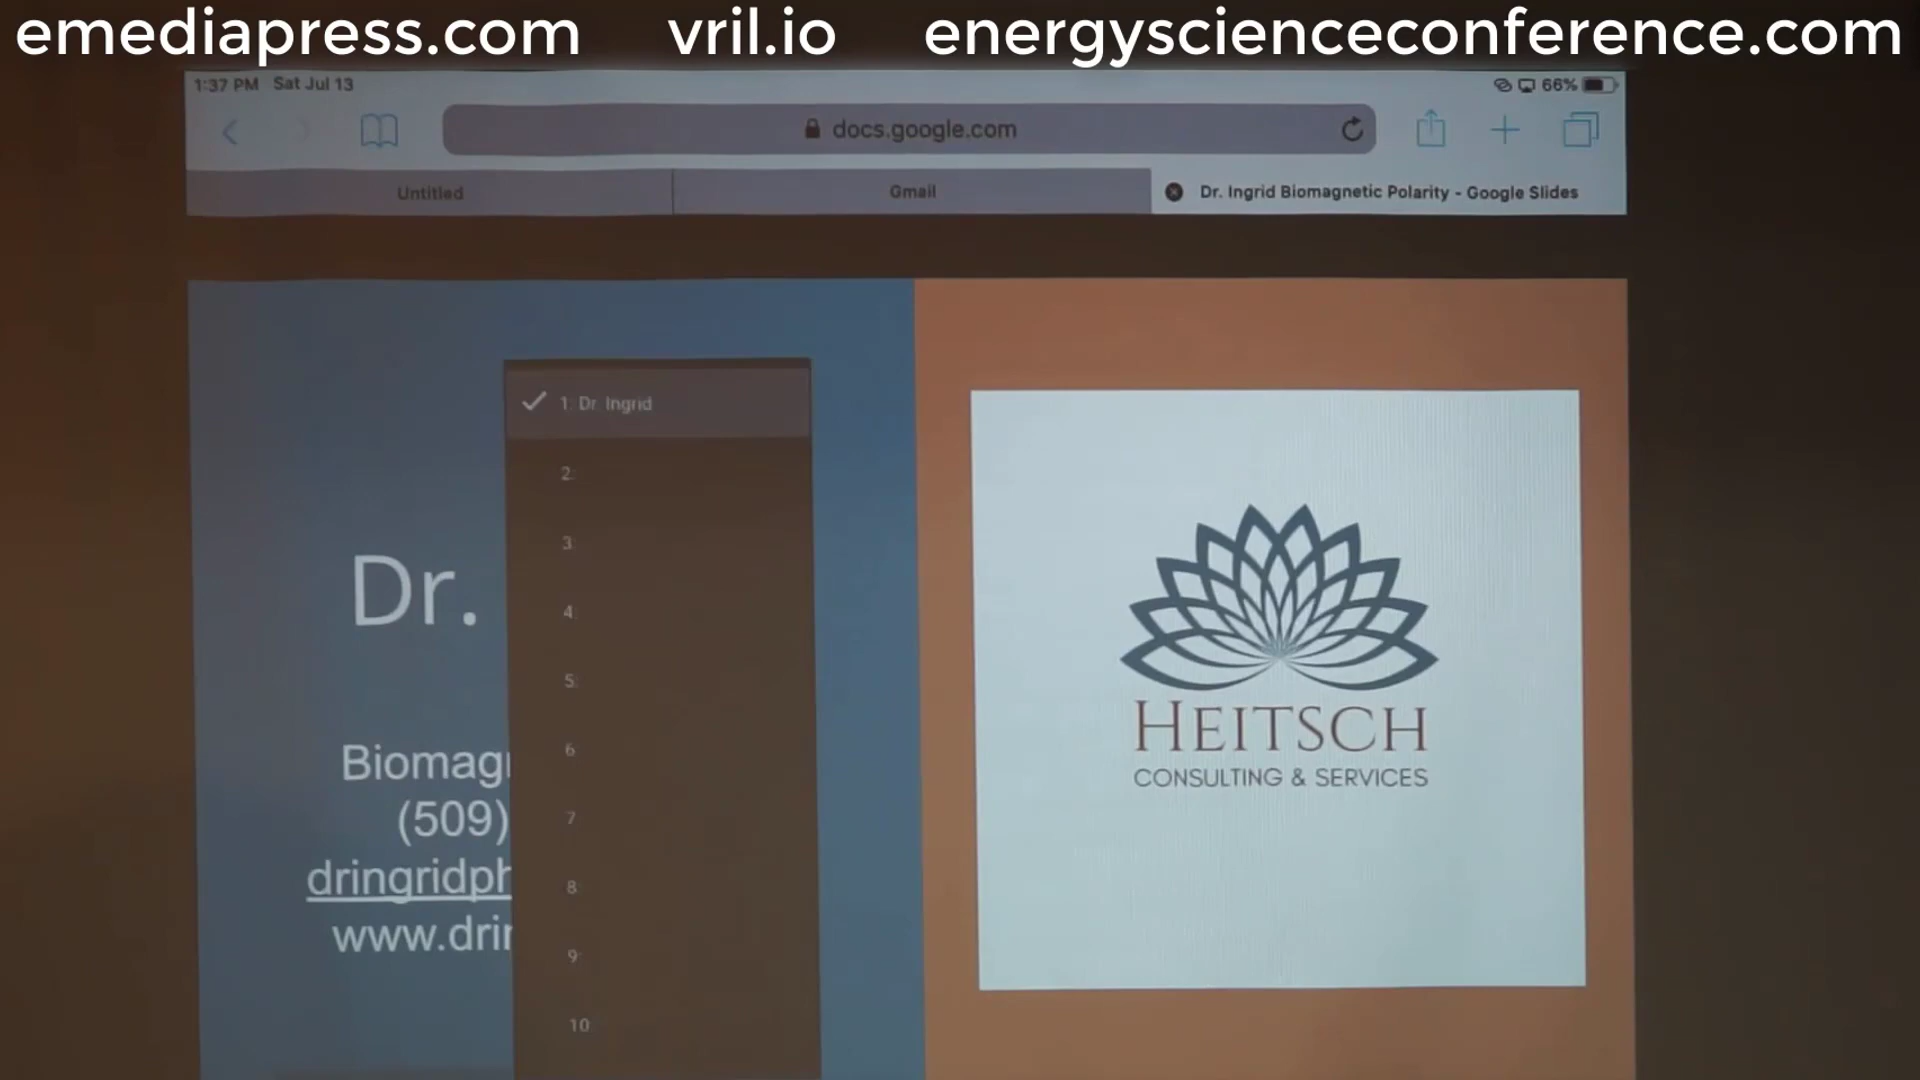 emediapress.com vril.io energyscienceconference.com
1:37 PM Sat Jul 13 66%
docs.google.com
Untitled Gmail Dr. Ingrid Biomagnetic Polarity - Google Slides
1: Dr. Ingrid
2:
3:
4:
5:
6:
7:
8:
9:
10:
Dr.
Biomag
(509)
dringridph
www.drin
HEITSCH
CONSULTING & SERVICES